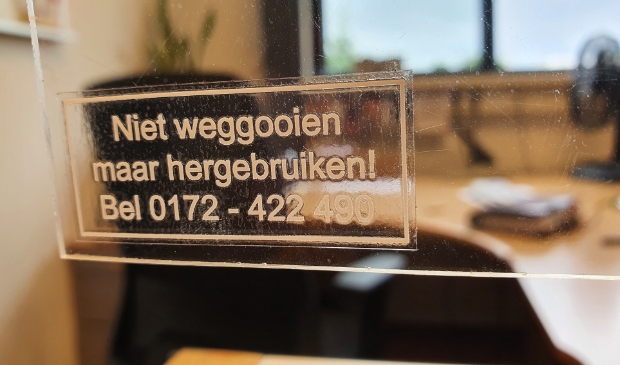 Niet weggooien
maar hergebruiken!
Bel 0172 - 422 490